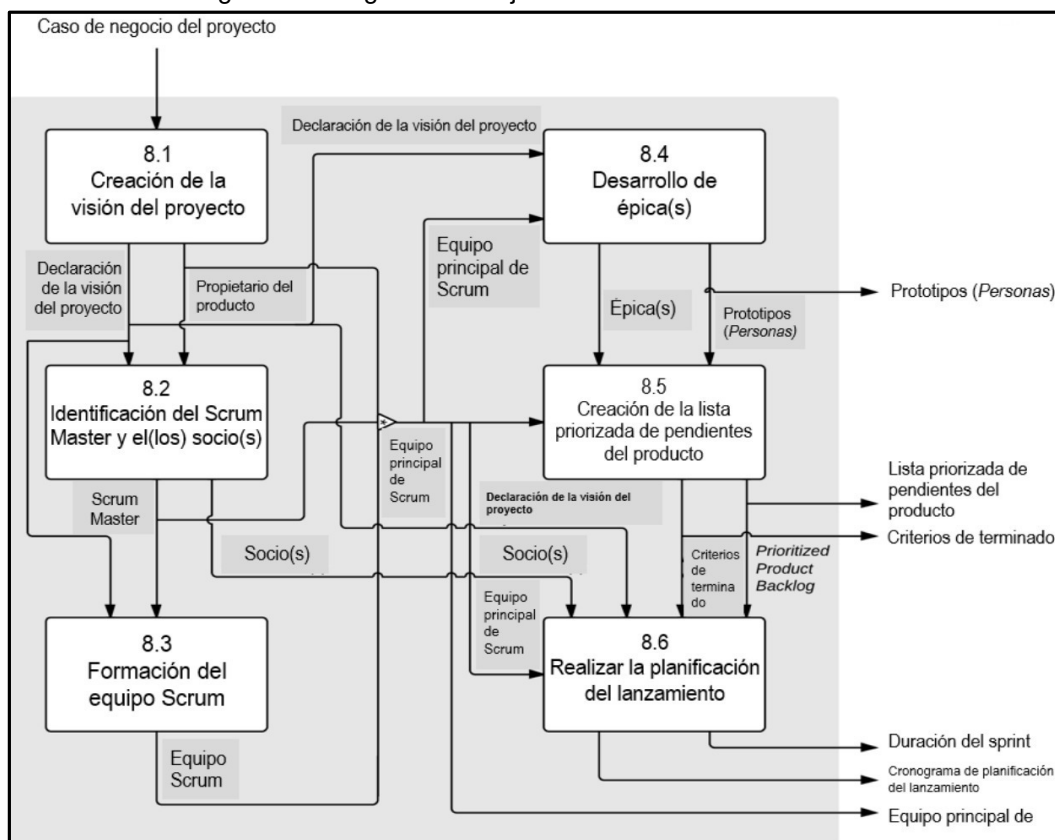 Caso de negocio del proyecto
8.1
Creación de la
visión del proyecto
Declaración de la visión del proyecto
8.4
Desarrollo de
épica(s)
Declaración
de la visión
del proyecto
Propietario del
producto
Equipo
principal de
Scrum
Épica(s)
Prototipos
(Personas)
Prototipos (Personas)
8.2
Identificación del Scrum
Master y el(los) socio(s)
*
Equipo
principal
de
Scrum
8.5
Creación de la lista
priorizada de pendientes
del producto
Scrum
Master
Socio(s)
Declaración de la visión del
proyecto
Socio(s)
Criterios
de
termina
do
Prioritized
Product
Backlog
Lista priorizada de
pendientes del
producto
Criterios de terminado
Equipo
principal
de
Scrum
8.3
Formación del
equipo Scrum
8.6
Realizar la planificación
del lanzamiento
Equipo
Scrum
Duración del sprint
Cronograma de planificación
del lanzamiento
Equipo principal de